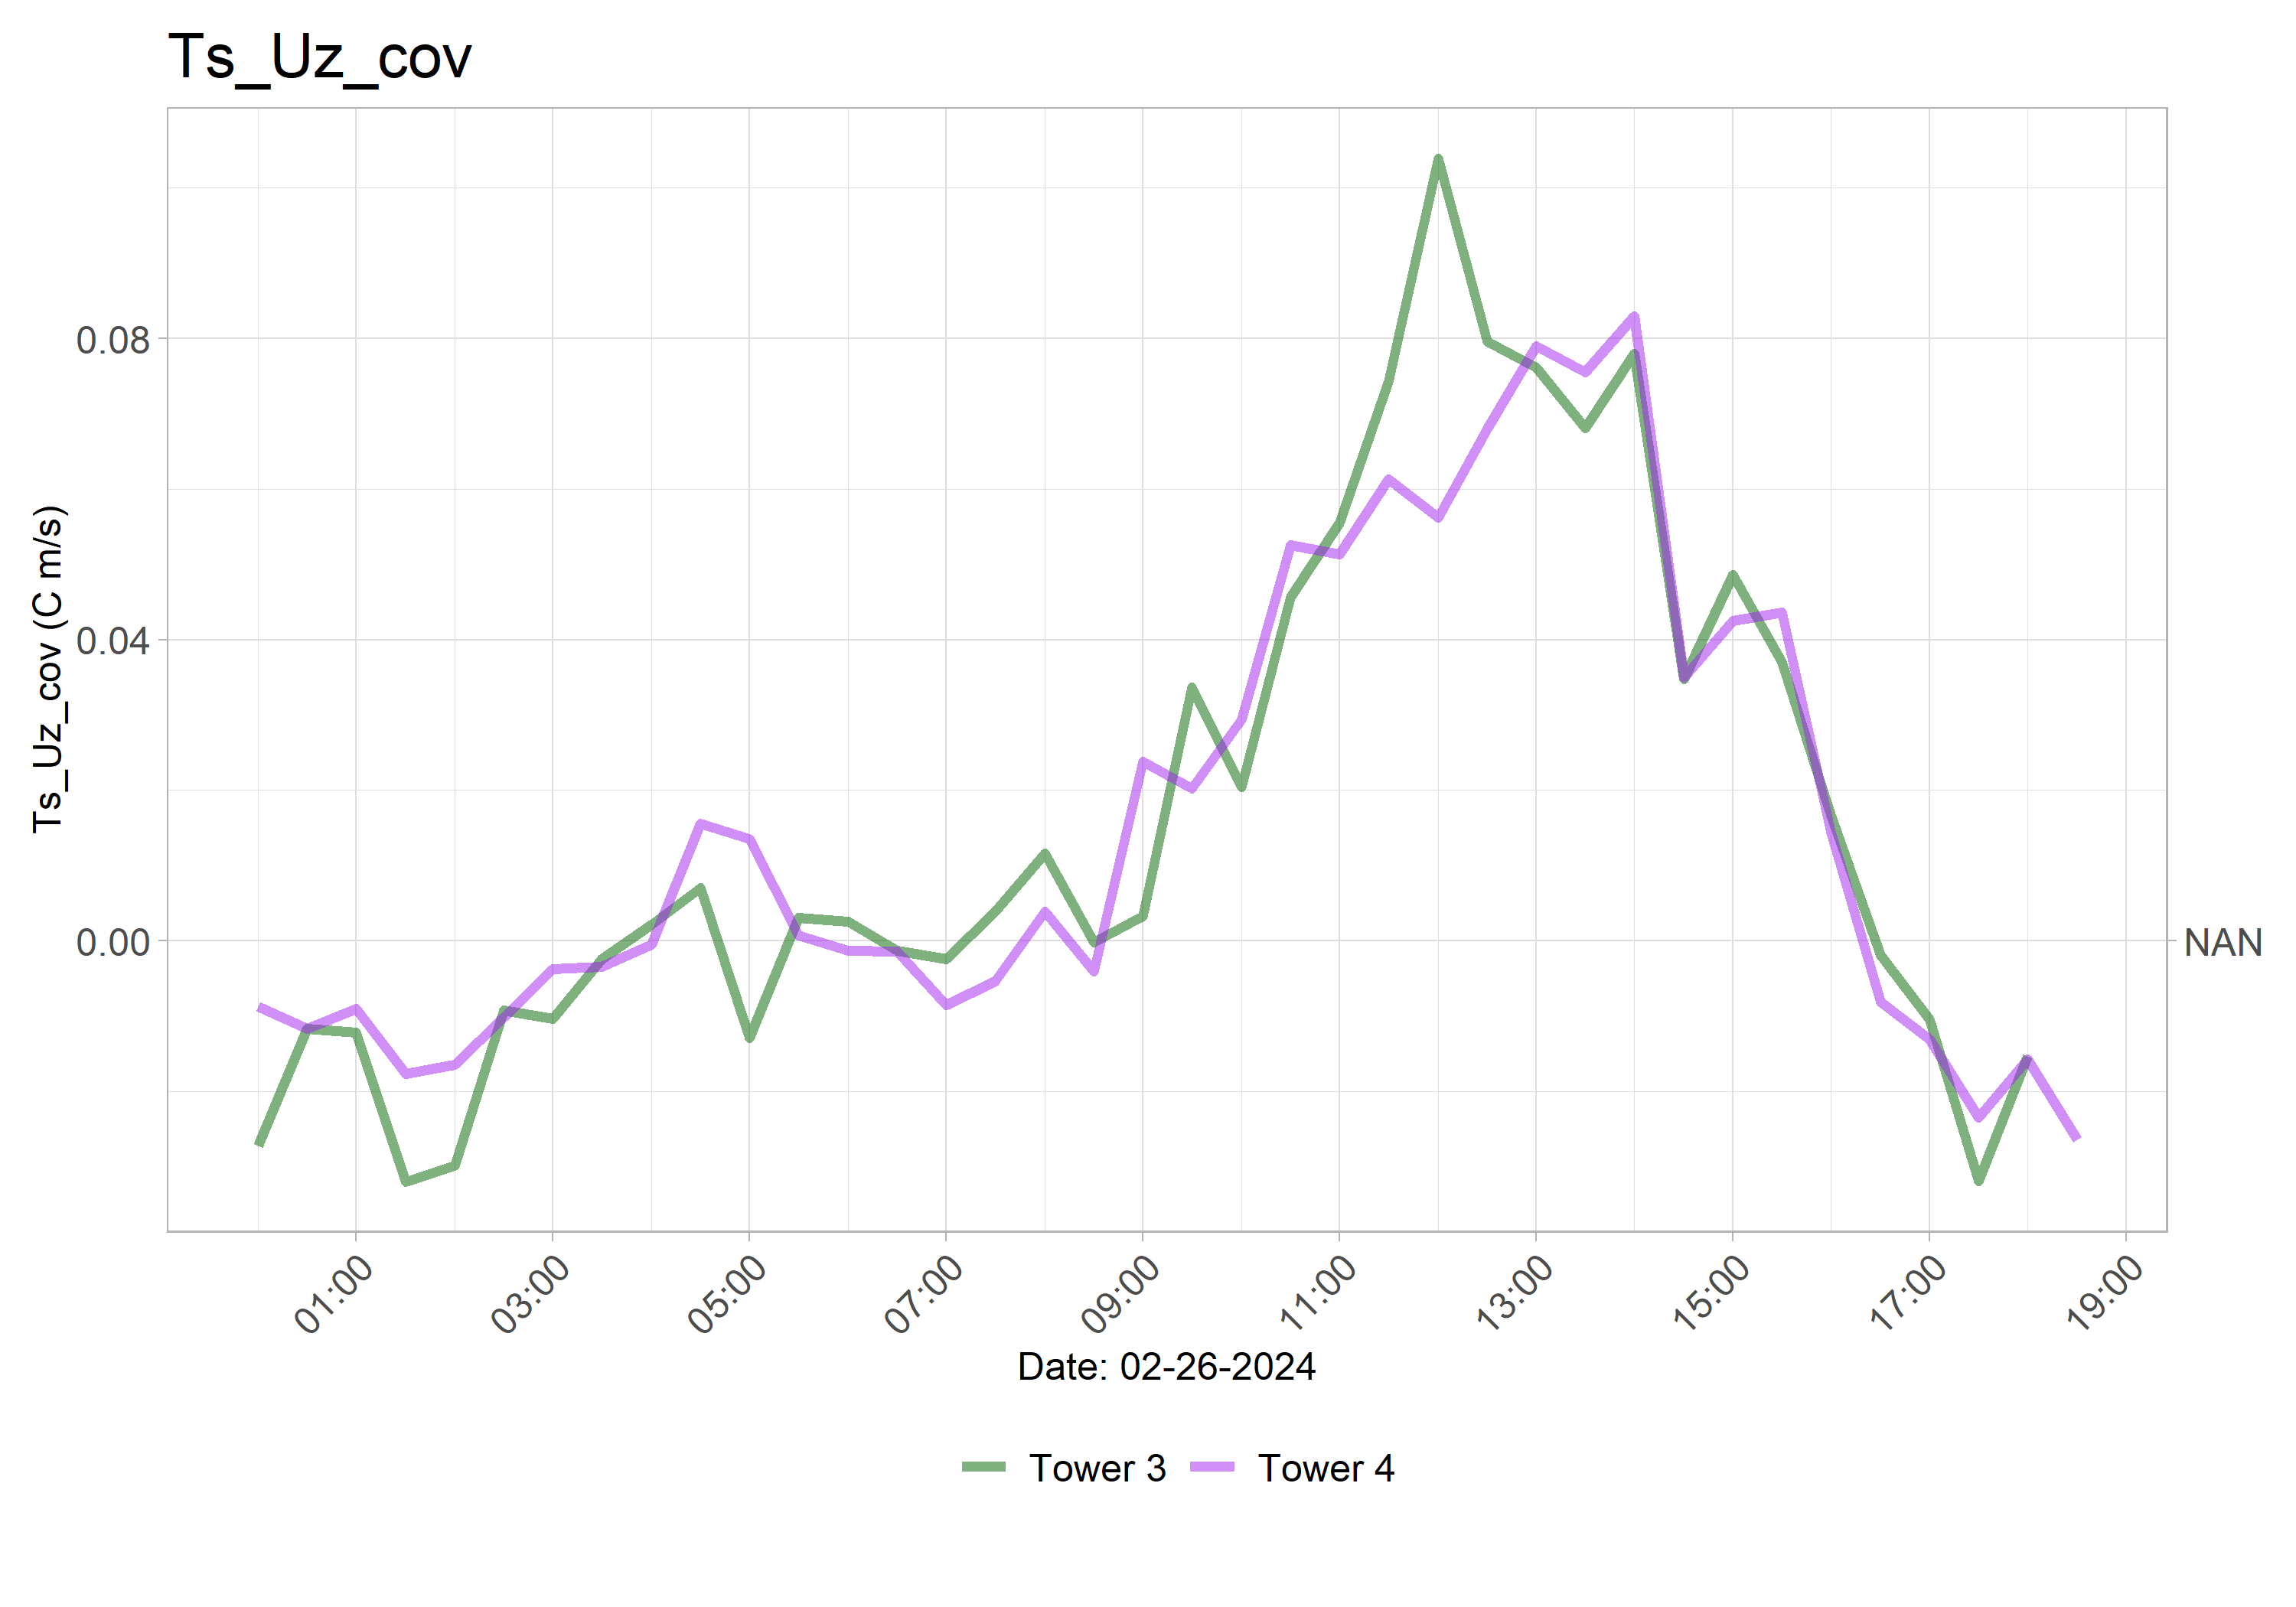 Ts_Uz_cov
Ts_Uz_cov (C m/s)
0.08
0.04
0.00
NAN
01:00
03:00
05:00
07:00
09:00
11:00
13:00
15:00
17:00
19:00
Date: 02-26-2024
Tower 3
Tower 4